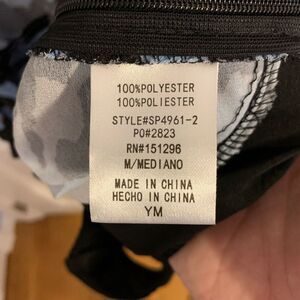 100%POLYESTER
100%POLIESTER
STYLE#SP4961-2
PO#2823
RN#151296
M/MEDIANO
MADE IN CHINA
HECHO IN CHINA
YM